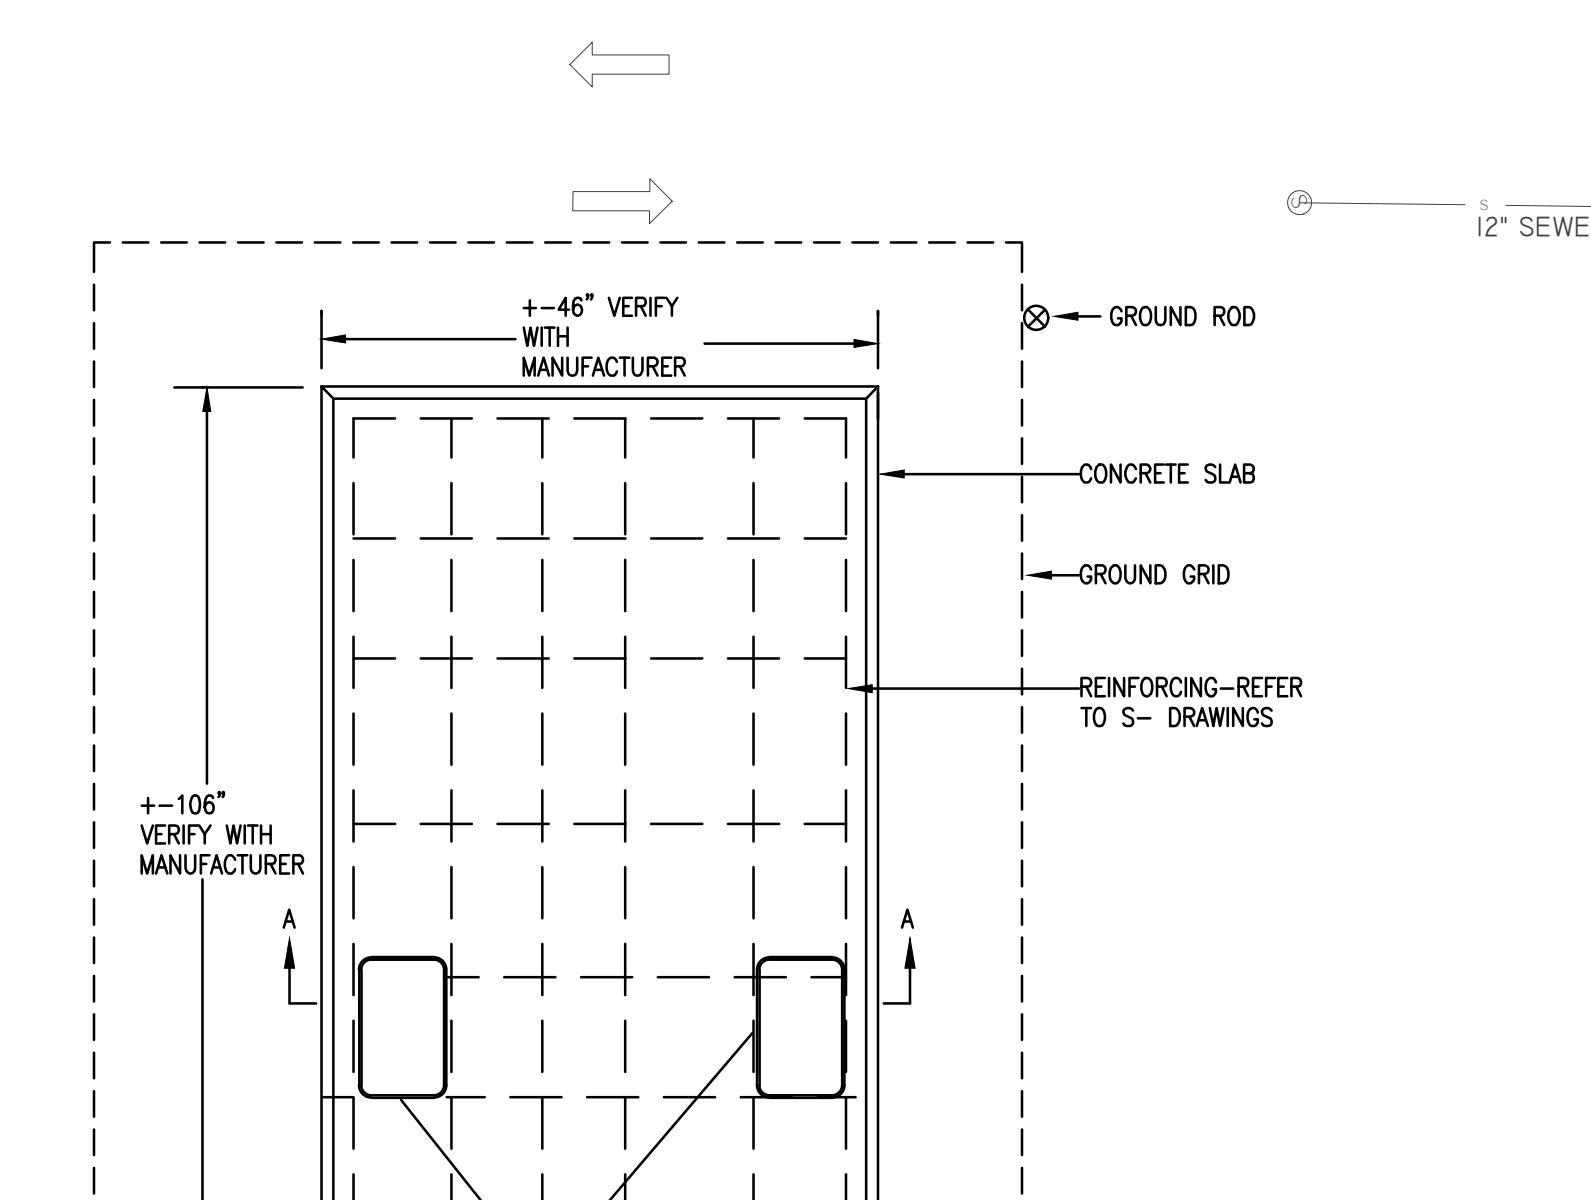 S
S
12" SEWE
+-46" VERIFY
WITH
MANUFACTURER
GROUND ROD
CONCRETE SLAB
GROUND GRID
REINFORCING-REFER
TO S- DRAWINGS
+-106"
VERIFY WITH
MANUFACTURER
A
A